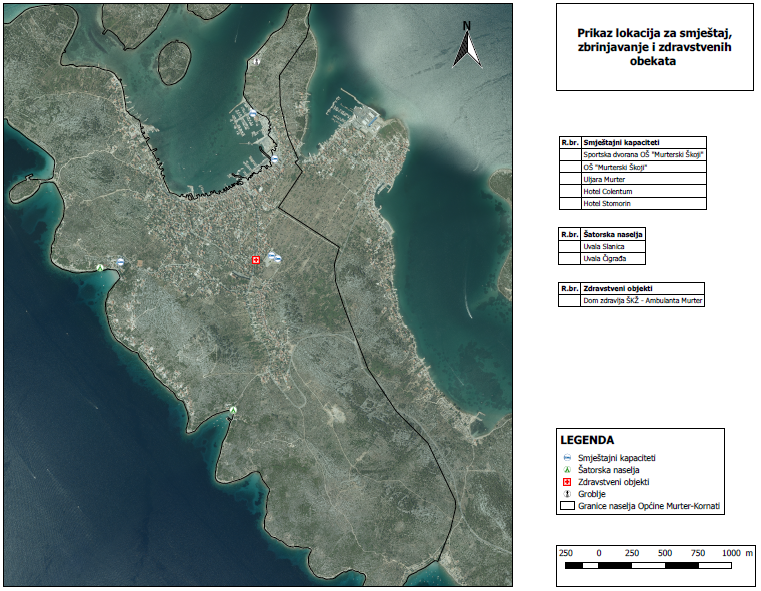 N
Prikaz lokacija za smještaj,
zbrinjavanje i zdravstvenih
obekata
R.br. Smještajni kapaciteti
Sportska dvorana OŠ "Murterski Škoji"
OŠ "Murterski Škoji"
Uljara Murter
Hotel Colentum
Hotel Stomorin
R.br. Šatorska naselja
Uvala Slanica
Uvala Čigrađa
R.br. Zdravstveni objekti
Dom zdravlja ŠKŽ - Ambulanta Murter
LEGENDA
Smještajni kapaciteti
Šatorska naselja
Zdravstveni objekti
Groblje
Granice naselja Općine Murter-Kornati
250 0 250 500 750 1000 m